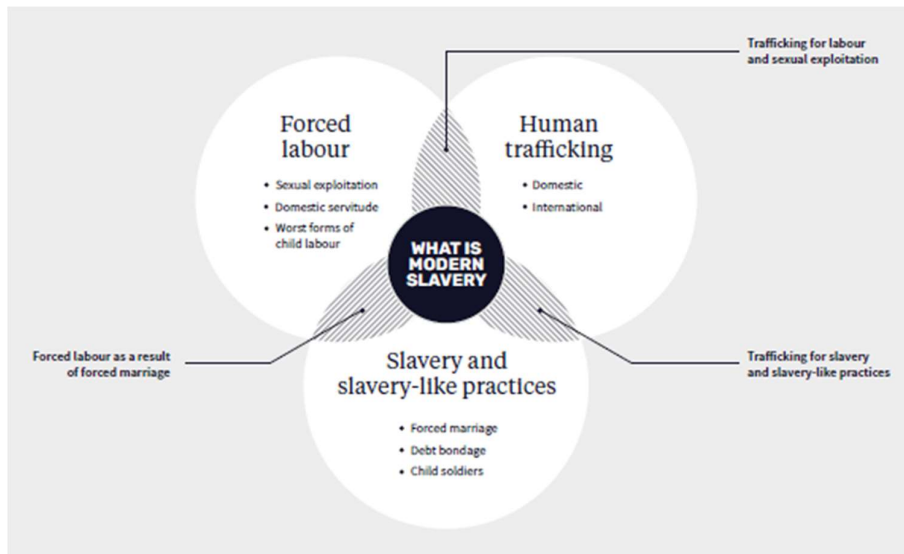 Trafficking for labour
and sexual exploitation
Forced
labour
• Sexual exploitation
• Domestic servitude
• Worst forms of
child labour
Human
trafficking
• Domestic
• International
WHAT IS
MODERN
SLAVERY
Forced labour as a result
of forced marriage
Slavery and
slavery-like practices
• Forced marriage
• Debt bondage
• Child soldiers
Trafficking for slavery
and slavery-like practices